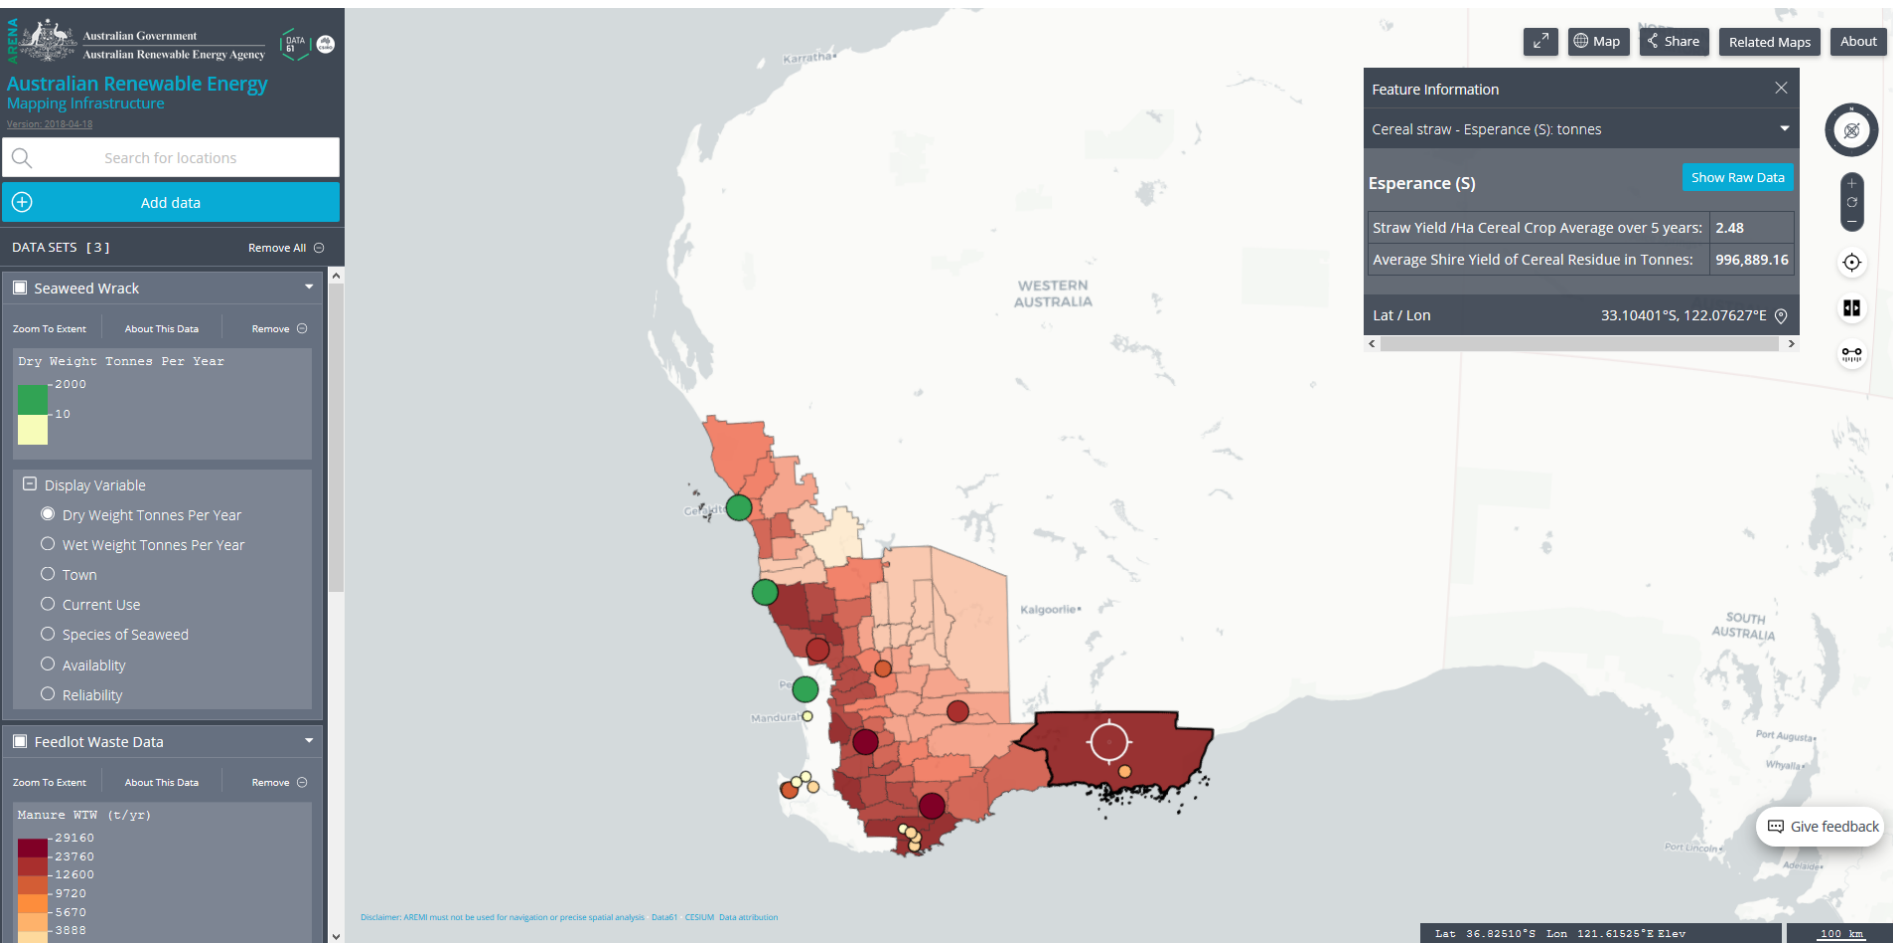 ARENA
Australian Government
Australian Renewable Energy Agency
DATA
61
CSIRO
Australian Renewable Energy
Mapping Infrastructure
Version: 2018-04-18
Search for locations
Add data
DATA SETS [3]
Remove All
Seaweed Wrack
Zoom To Extent
About This Data
Remove
Dry Weight Tonnes Per Year
2000
10
Display Variable
Dry Weight Tonnes Per Year
Wet Weight Tonnes Per Year
Town
Current Use
Species of Seaweed
Availablity
Reliability
Feedlot Waste Data
Zoom To Extent
About This Data
Remove
Manure WTW (t/yr)
29160
23760
12600
9720
5670
3888
Karratha
WESTERN
AUSTRALIA
Kalgoorlie
Mandurah
SOUTH
AUSTRALIA
Port Augusta
Whyalla
Port Lincoln
Adelaide
Map
Share
Related Maps
About
Feature Information
Cereal straw - Esperance (S): tonnes
Esperance (S)
Show Raw Data
Straw Yield /Ha Cereal Crop Average over 5 years: 2.48
Average Shire Yield of Cereal Residue in Tonnes: 996,889.16
Lat / Lon
33.10401°S, 122.07627°E
Give feedback
Disclaimer: AREMI must not be used for navigation or precise spatial analysis Data61 CESIUM Data attribution
Lat 36.82510°S Lon 121.61525°E Elev
100 km